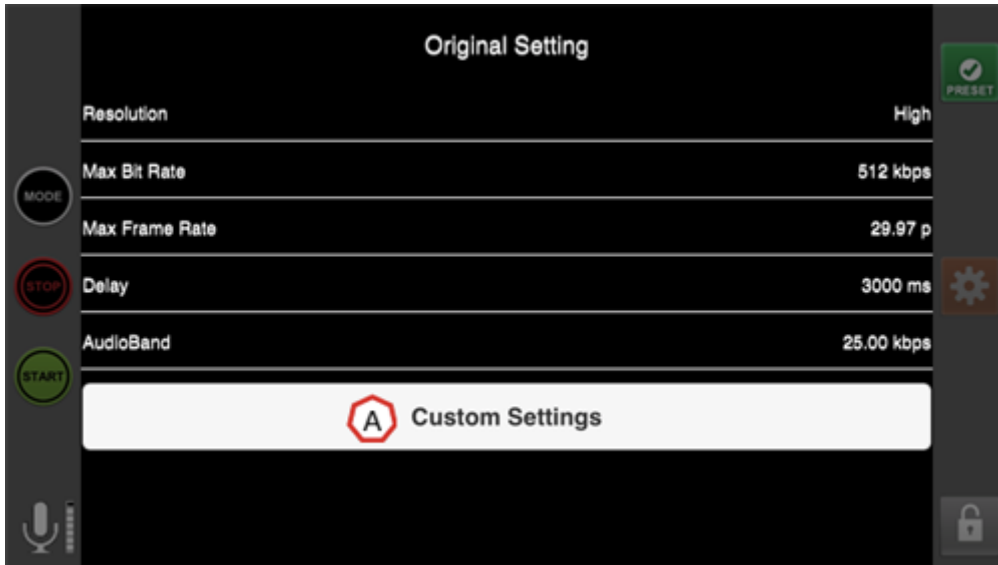 Original Setting
PRESET
Resolution High
Max Bit Rate 512 kbps
MODE
Max Frame Rate 29.97 p
STOP
Delay 3000 ms
AudioBand 25.00 kbps
START
A Custom Settings